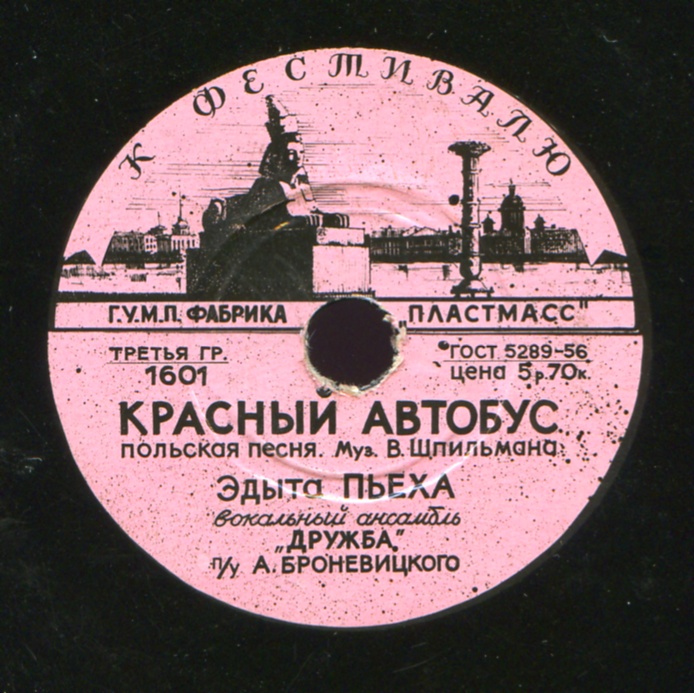 К ФЕСТИВАЛЮ
Г.У.М.П. ФАБРИКА „ПЛАСТМАСС"
ТРЕТЬЯ ГР.
1601
ГОСТ 5289-56
цена 5р.70к.
КРАСНЫЙ АВТОБУС
польская песня. Муз. В. Шпильмана
Эдыта ПЬЕХА
вокальный ансамбль
„ДРУЖБА"
п/у А. БРОНЕВИЦКОГО